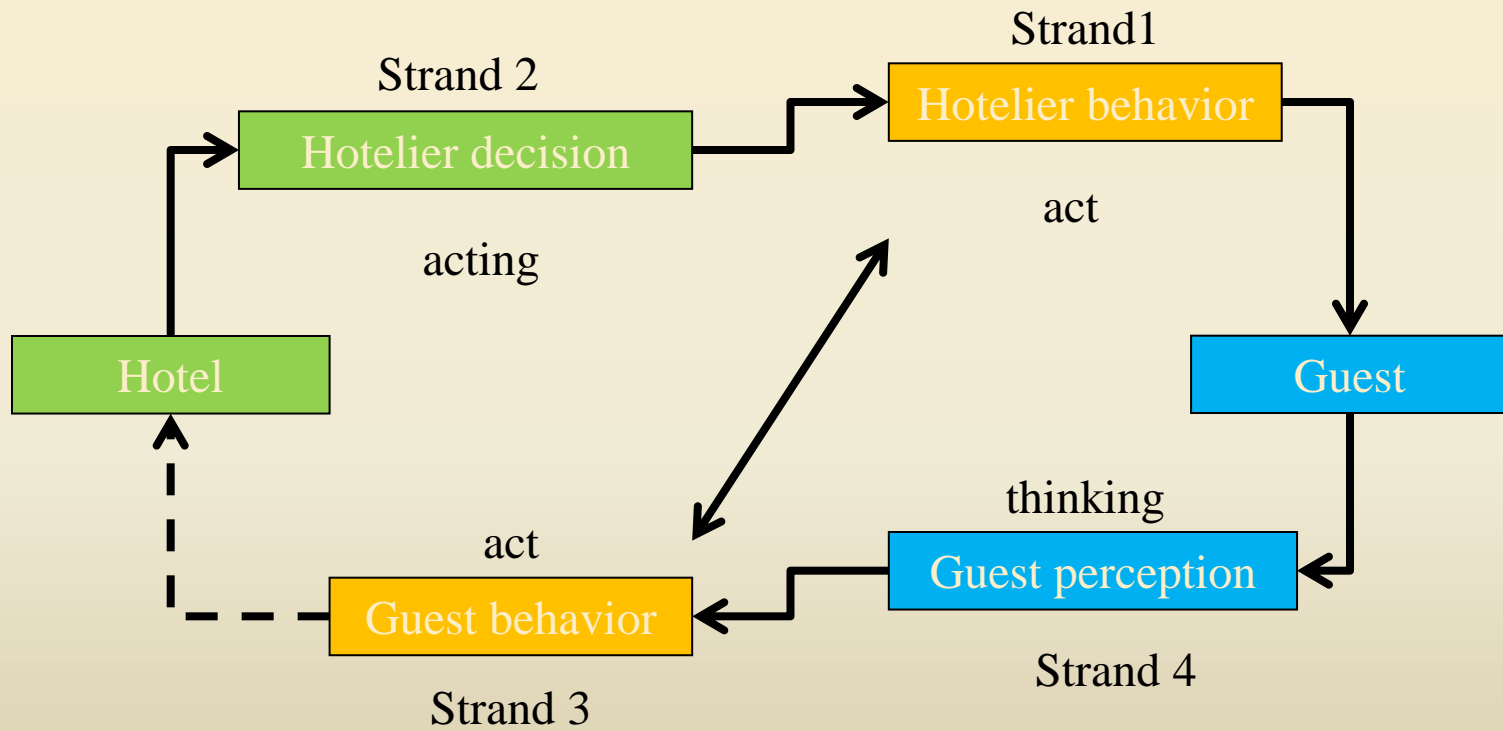 Strand1
Strand 2
Hotelier behavior
Hotelier decision
act
acting
Hotel
Guest
thinking
act
Guest perception
Guest behavior
Strand 4
Strand 3